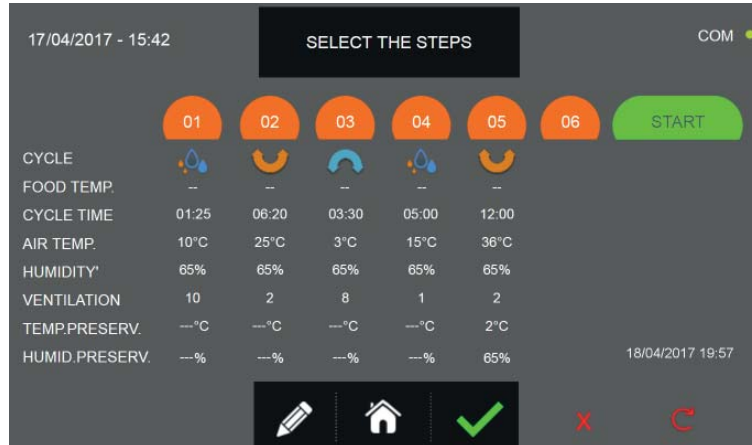 17/04/2017 - 15:42 SELECT THE STEPS COM
01 02 03 04 05 06 START
CYCLE
FOOD TEMP. -- -- -- -- --
CYCLE TIME 01:25 06:20 03:30 05:00 12:00
AIR TEMP. 10°C 25°C 3°C 15°C 36°C
HUMIDITY' 65% 65% 65% 65% 65%
VENTILATION 10 2 8 1 2
TEMP.PRESERV. ---°C ---°C ---°C ---°C 2°C
HUMID.PRESERV. ---% ---% ---% ---% 65% 18/04/2017 19:57
X